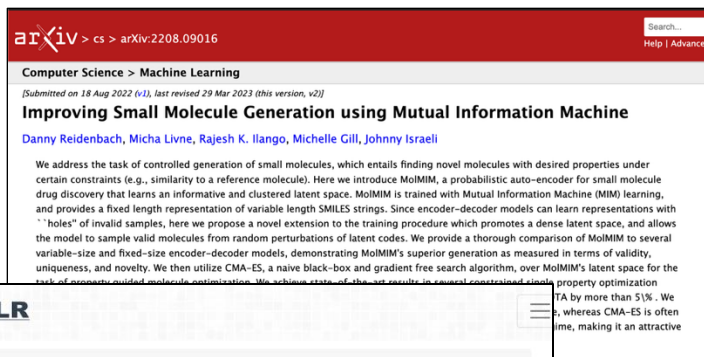 arXiv > cs > arXiv:2208.09016
Search...
Help | Advance
Computer Science > Machine Learning
[Submitted on 18 Aug 2022 (v1), last revised 29 Mar 2023 (this version, v2)]
Improving Small Molecule Generation using Mutual Information Machine
Danny Reidenbach, Micha Livne, Rajesh K. Ilango, Michelle Gill, Johnny Israeli
We address the task of controlled generation of small molecules, which entails finding novel molecules with desired properties under
certain constraints (e.g., similarity to a reference molecule). Here we introduce MolMIM, a probabilistic auto-encoder for small molecule
drug discovery that learns an informative and clustered latent space. MolMIM is trained with Mutual Information Machine (MIM) learning,
and provides a fixed length representation of variable length SMILES strings. Since encoder-decoder models can learn representations with
``holes'' of invalid samples, here we propose a novel extension to the training procedure which promotes a dense latent space, and allows
the model to sample valid molecules from random perturbations of latent codes. We provide a thorough comparison of MolMIM to several
variable-size and fixed-size encoder-decoder models, demonstrating MolMIM's superior generation as measured in terms of validity,
uniqueness, and novelty. We then utilize CMA-ES, a naive black-box and gradient free search algorithm, over MolMIM's latent space for the
task of property guided molecule optimization. We achieve state-of-the-art results in several constrained single property optimization
TA by more than 5\% . We
e, whereas CMA-ES is often
ime, making it an attractive
LR